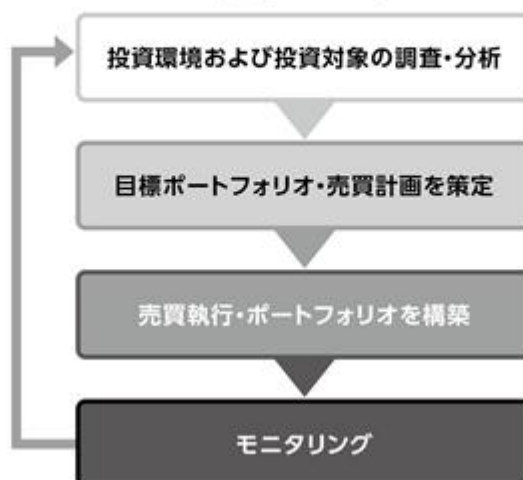 投資環境および投資対象の調査・分析
目標ポートフォリオ・売買計画を策定
売買執行・ポートフォリオを構築
モニタリング